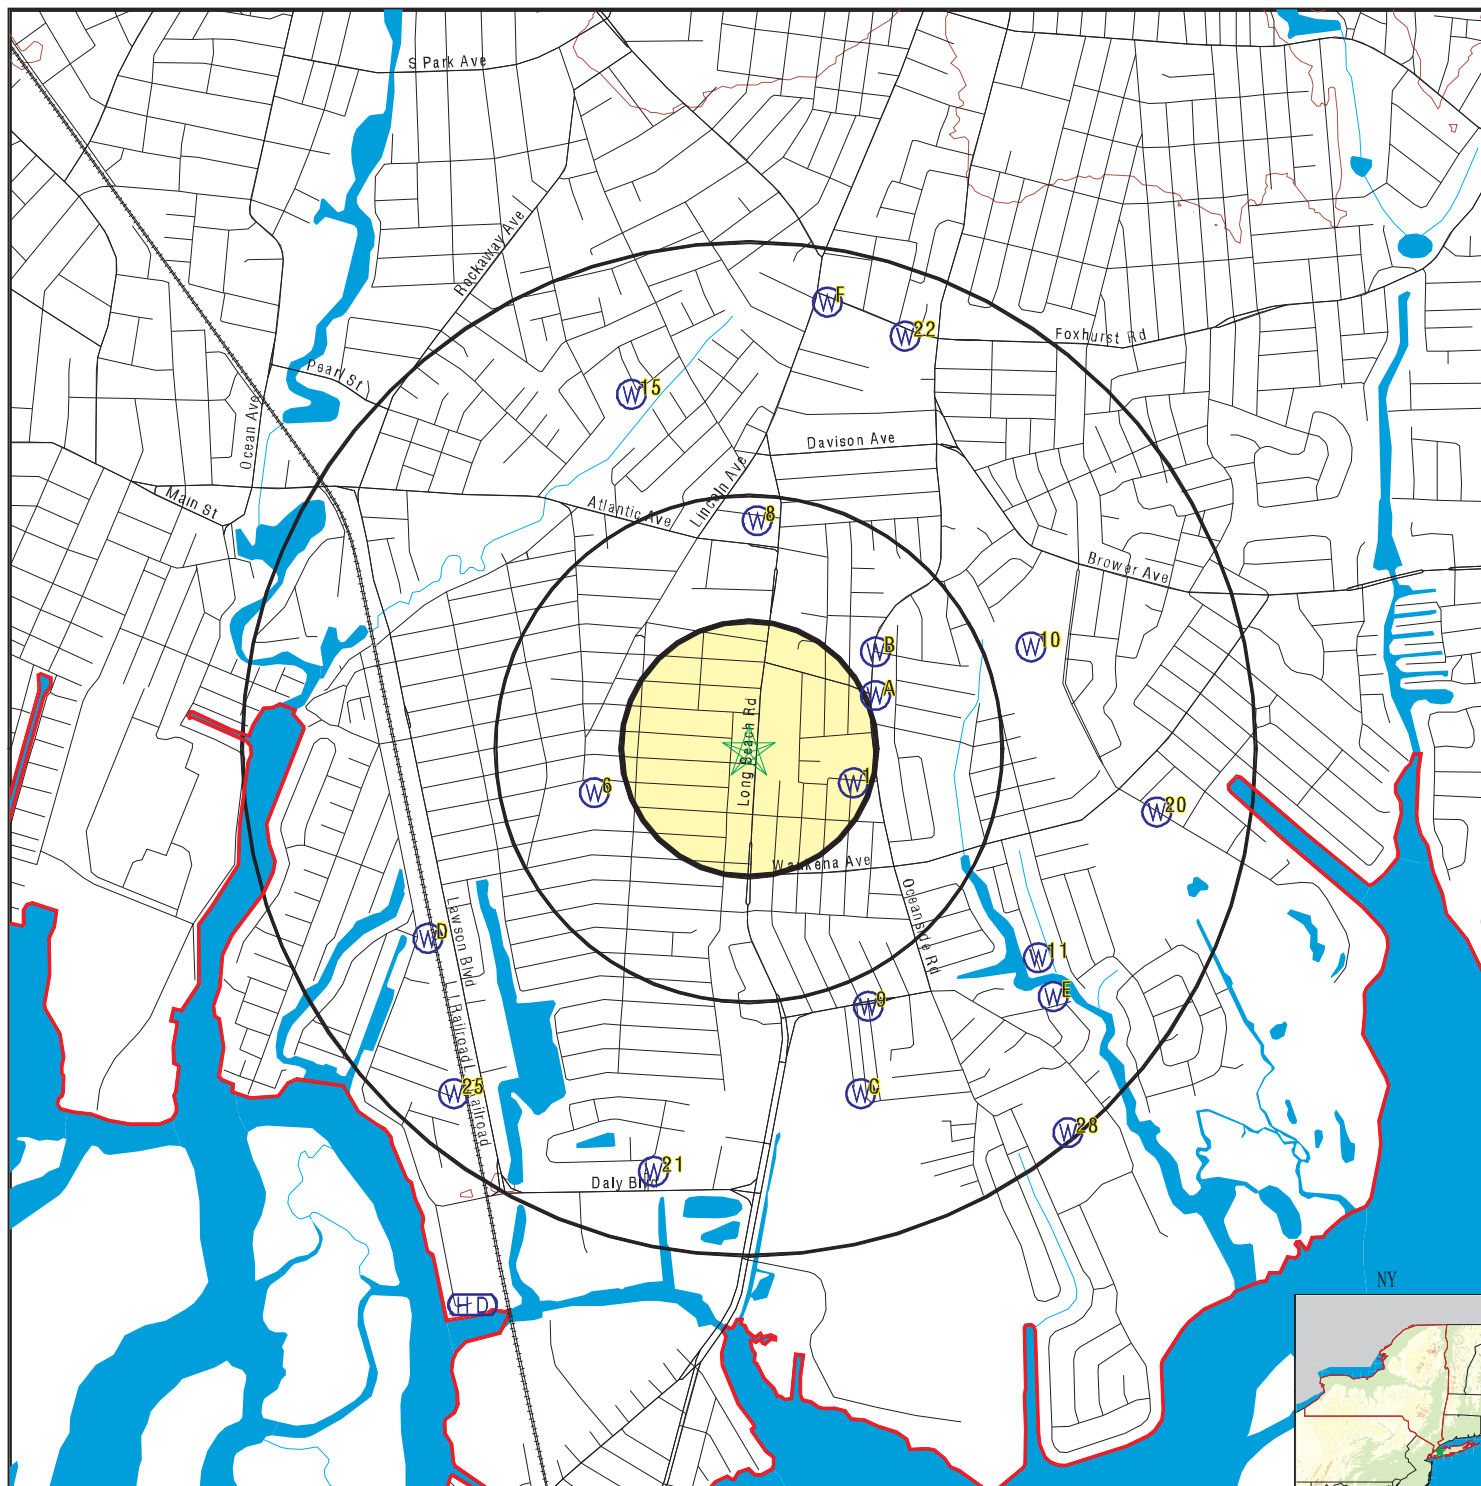 S Park Ave
Rockaway Ave
W F
W 22
Foxhurst Rd
Pearl St
W 15
Ocean Ave
Davison Ave
Lincoln Ave
Main St
Atlantic Ave
W 8
Brower Ave
W B
W 10
W A
Long Beach Rd
W 1
W 6
W 20
Waukena Ave
Oceanside Rd
Lawson Blvd
W D
W 11
W E
W 9
L I Railroad
W 25
W C
Railroad
W 28
W 21
Daly Blvd
HD
NY